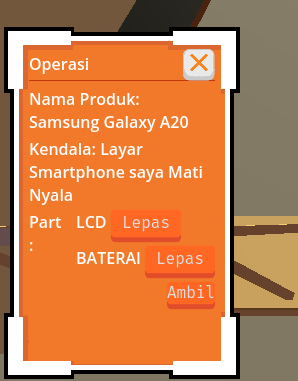 Operasi
Nama Produk:
Samsung Galaxy A20
Kendala: Layar
Smartphone saya Mati
Nyala
Part LCD Lepas
:
BATERAI Lepas
Ambil